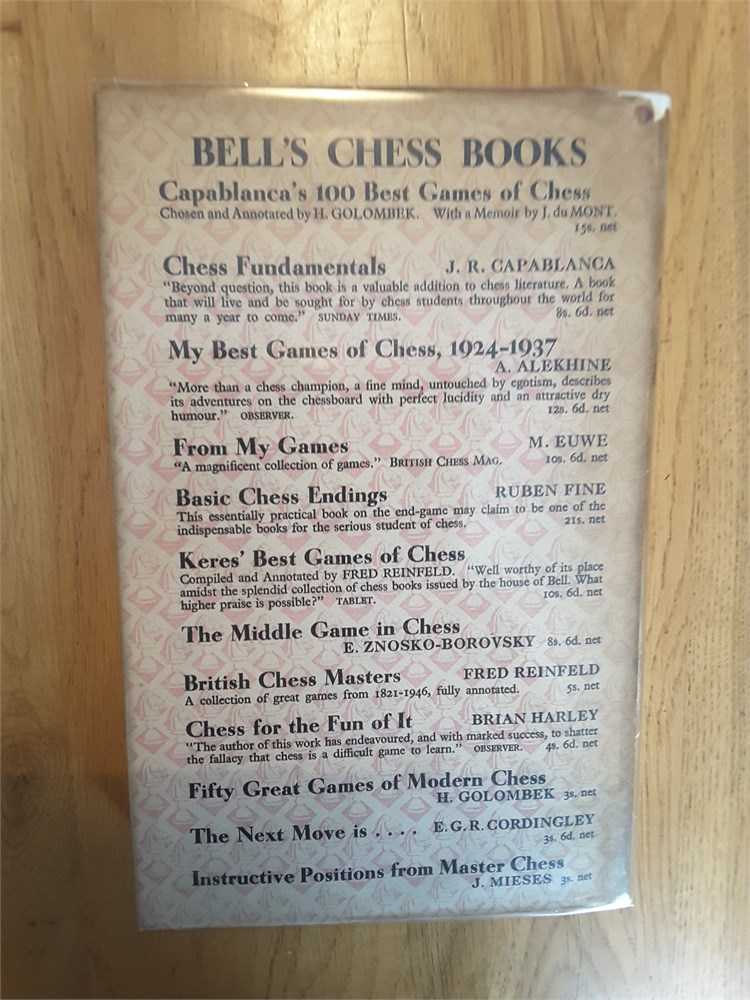 BELL'S CHESS BOOKS
Capablanca's 100 Best Games of Chess
Chosen and Annotated by H. GOLOMBEK. With a Memoir by J. du MONT.
15s. net
Chess Fundamentals J. R. CAPABLANCA
"Beyond question, this book is a valuable addition to chess literature. A book
that will live and be sought for by chess students throughout the world for
many a year to come." SUNDAY TIMES. 8s. 6d. net
My Best Games of Chess, 1924-1937
A. ALEKHINE
"More than a chess champion, a fine mind, untouched by egotism, describes
its adventures on the chessboard with perfect lucidity and an attractive dry
humour." OBSERVER. 12s. 6d. net
From My Games M. EUWE
"A magnificent collection of games." BRITISH CHESS MAG. 10s. 6d. net
Basic Chess Endings RUBEN FINE
This essentially practical book on the end-game may claim to be one of the
indispensable books for the serious student of chess. 21s. net
Keres' Best Games of Chess
Compiled and Annotated by FRED REINFELD. "Well worthy of its place
amidst the splendid collection of chess books issued by the house of Bell. What
higher praise is possible?" TABLET. 10s. 6d. net
The Middle Game in Chess
E. ZNOSKO-BOROVSKY 8s. 6d. net
British Chess Masters FRED REINFELD
A collection of great games from 1821-1946, fully annotated. 5s. net
Chess for the Fun of It BRIAN HARLEY
"The author of this work has endeavoured, and with marked success, to shatter
the fallacy that chess is a difficult game to learn." OBSERVER. 4s. 6d. net
Fifty Great Games of Modern Chess
H. GOLOMBEK 3s. net
The Next Move is . . . . E. G. R. CORDINGLEY
3s. 6d. net
Instructive Positions from Master Chess
J. MIESES 3s. net